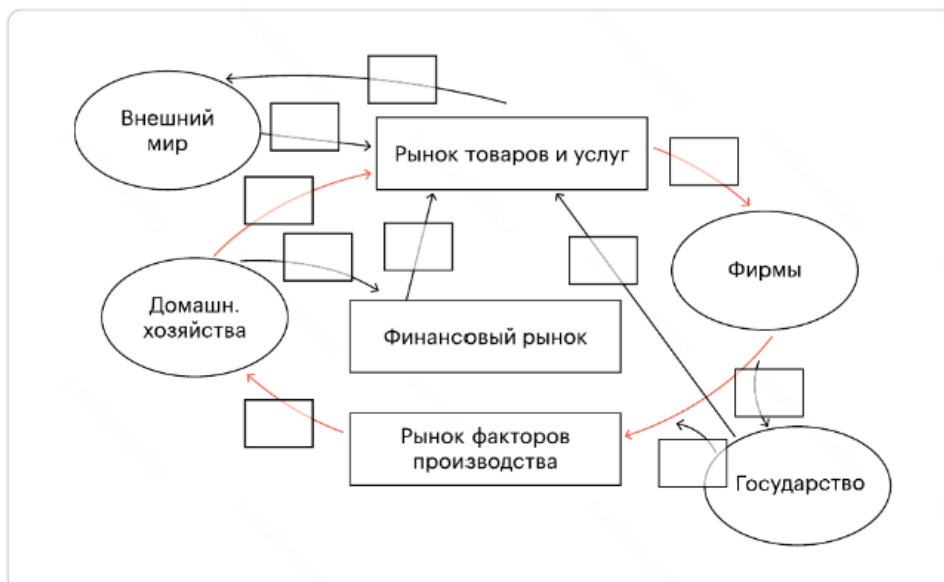 Внешний
мир
Рынок товаров и услуг
Фирмы
Домашн.
хозяйства
Финансовый рынок
Рынок факторов
производства
Государство